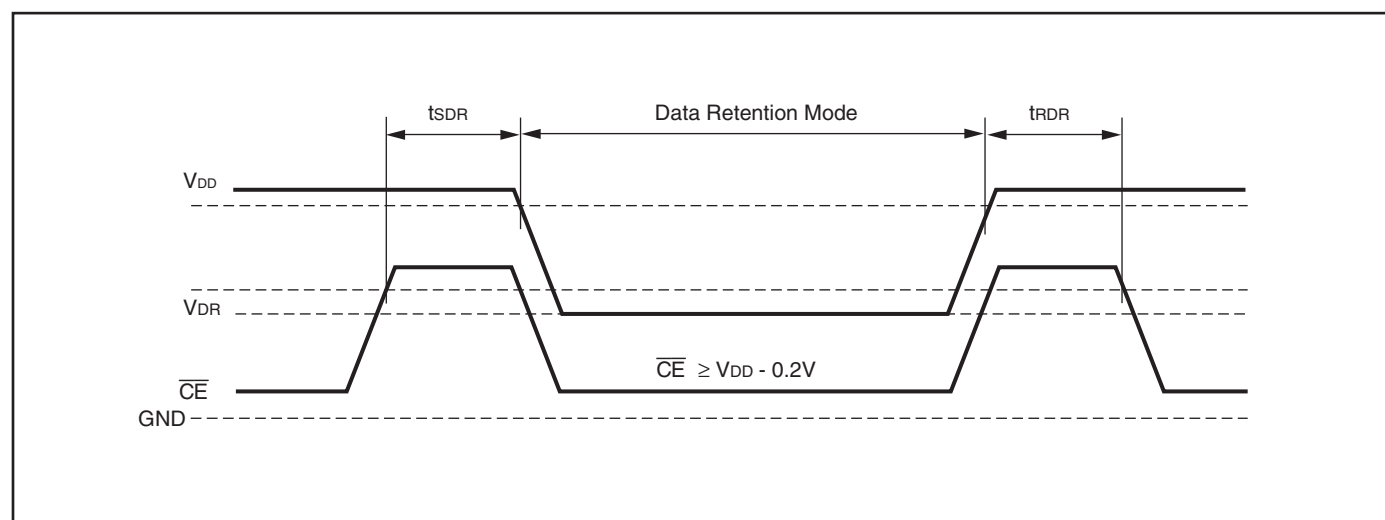 tSDR Data Retention Mode tRDR
VDD
VDR
CE ≥ VDD - 0.2V
CE
GND